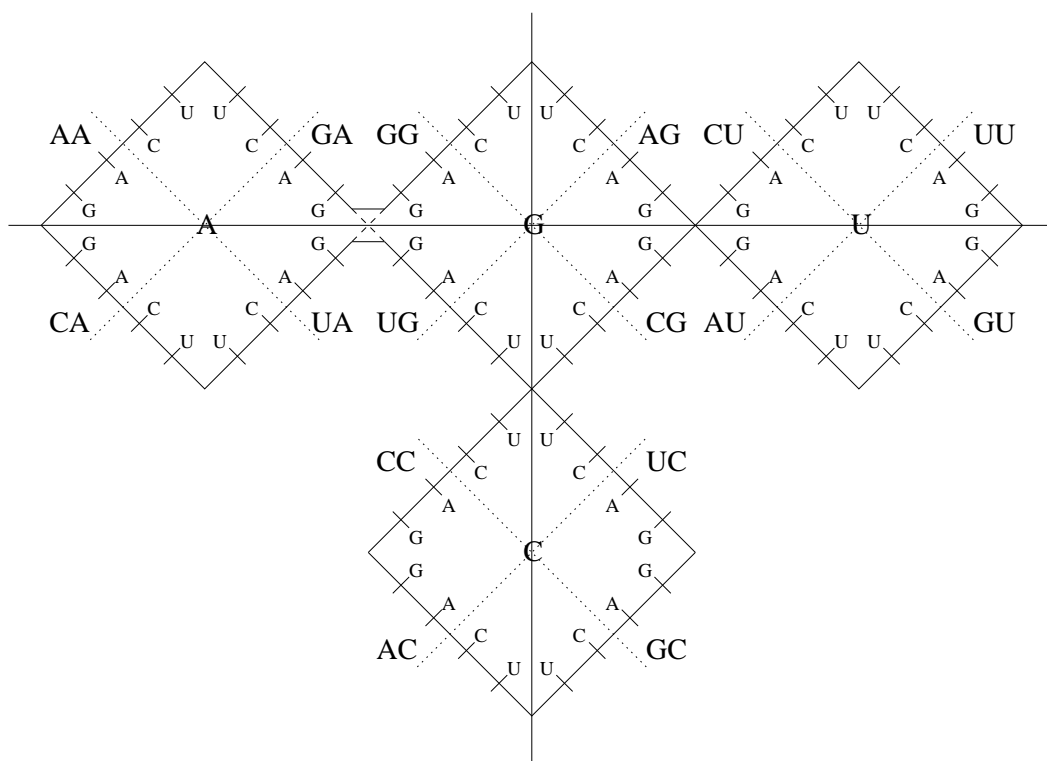 U U U U U U
AA C C GA GG C C AG CU C C UU
A A A A A A
G G G G G G
A G U
G G G G G G
A A A A A A
CA C C UA UG C C CG AU C C GU
U U U U U U
U U
CC C C UC
A A
G G
C
G G
A A
AC C C GC
U U